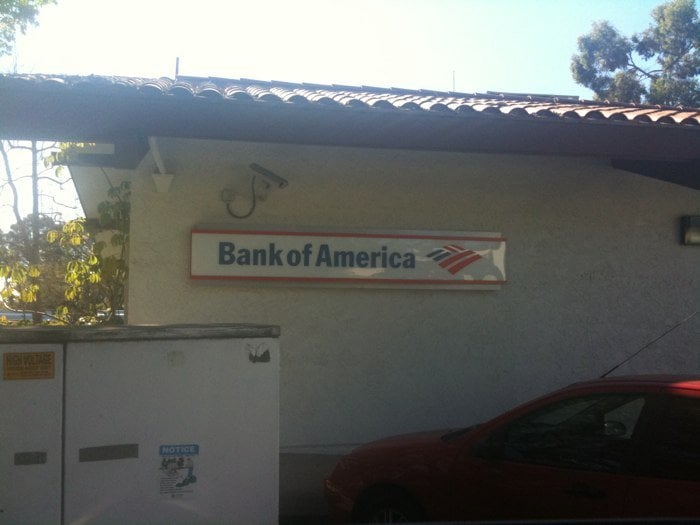 Bank of America
HIGH VOLTAGE
NOTICE